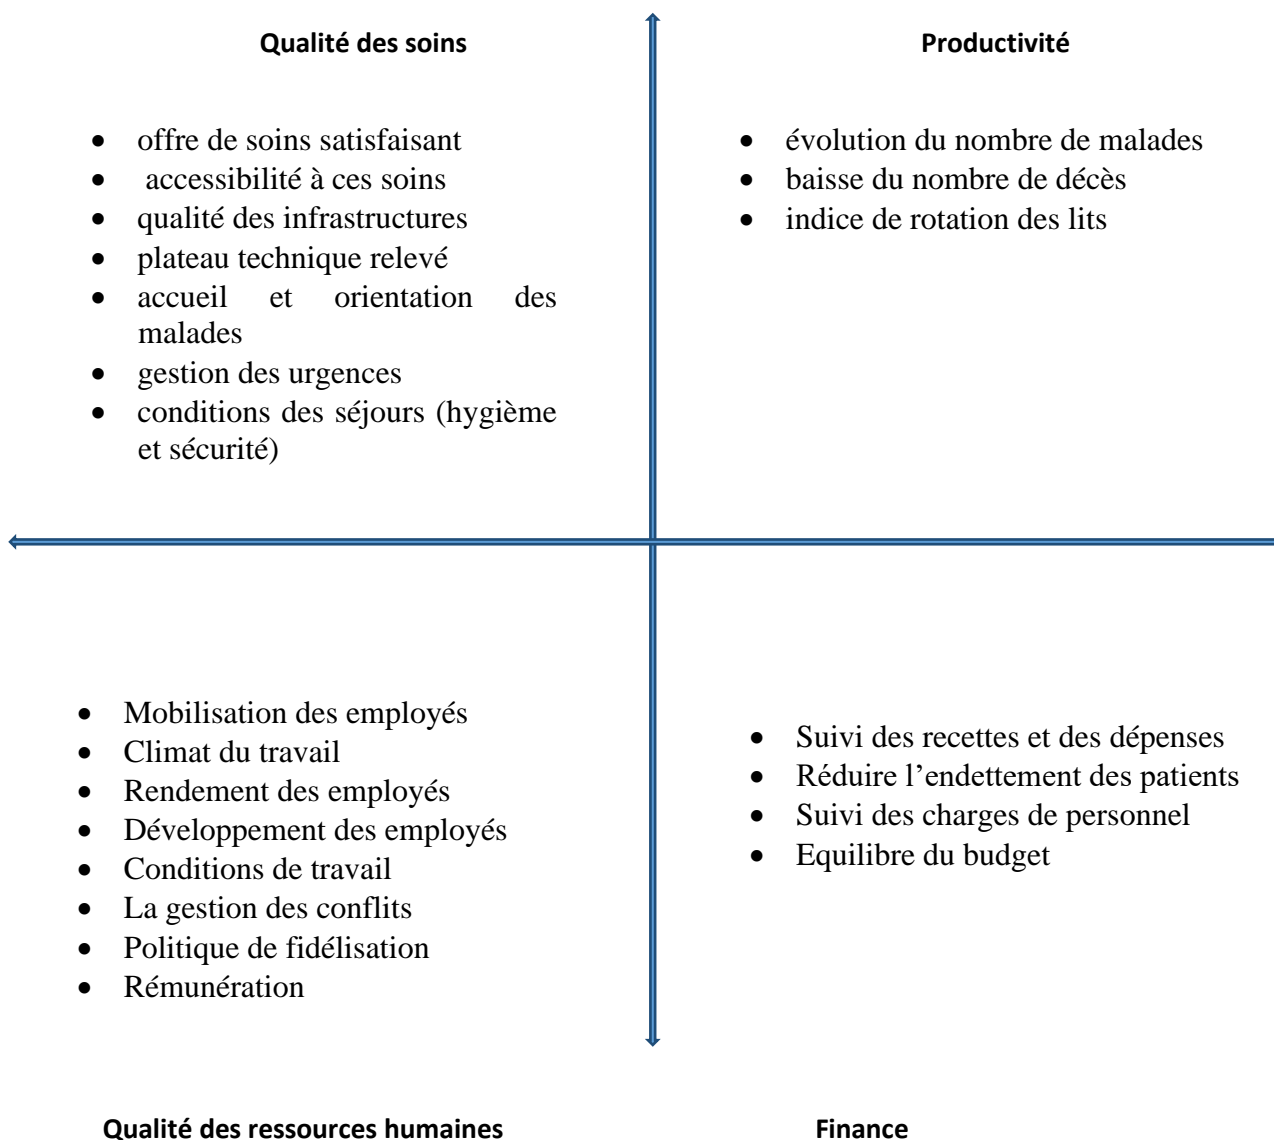 Qualité des soins
• offre de soins satisfaisant
• accessibilité à ces soins
• qualité des infrastructures
• plateau technique relevé
• accueil et orientation des
malades
• gestion des urgences
• conditions des séjours (hygième
et sécurité)
Productivité
• évolution du nombre de malades
• baisse du nombre de décès
• indice de rotation des lits
• Mobilisation des employés
• Climat du travail
• Rendement des employés
• Développement des employés
• Conditions de travail
• La gestion des conflits
• Politique de fidélisation
• Rémunération
Qualité des ressources humaines
• Suivi des recettes et des dépenses
• Réduire l’endettement des patients
• Suivi des charges de personnel
• Equilibre du budget
Finance